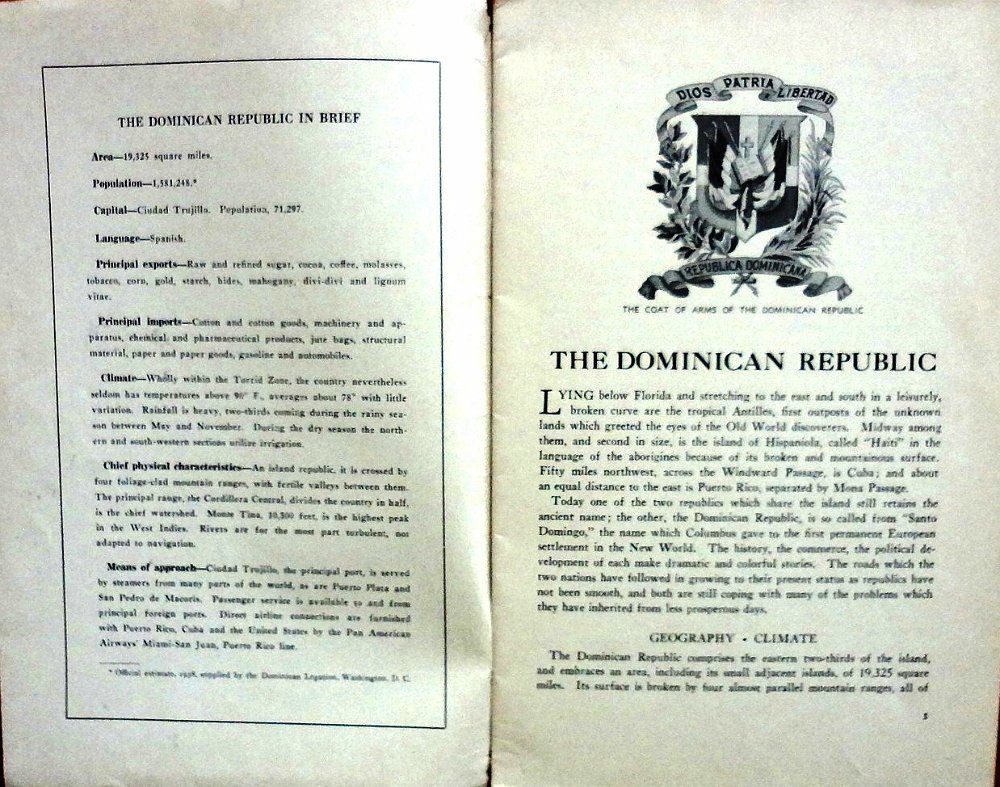 THE DOMINICAN REPUBLIC IN BRIEF
Area—19,325 square miles.
Population—1,581,248.*
Capital—Ciudad Trujillo. Population, 71,297.
Language—Spanish.
Principal exports—Raw and refined sugar, cocoa, coffee, molasses,
tobacco, corn, gold, starch, hides, mahogany, divi-divi and lignum
vitae.
Principal imports—Cotton and cotton goods, machinery and ap-
paratus, chemical and pharmaceutical products, jute bags, structural
material, paper and paper goods, gasoline and automobiles.
Climate—Wholly within the Torrid Zone, the country nevertheless
seldom has temperatures above 90° F., averages about 78° with little
variation. Rainfall is heavy, two-thirds coming during the rainy sea-
son between May and November. During the dry season the north-
ern and south-western sections utilize irrigation.
Chief physical characteristics—An island republic, it is crossed by
four foliage-clad mountain ranges, with fertile valleys between them.
The principal range, the Cordillera Central, divides the country in half,
is the chief watershed. Monte Tina, 10,300 feet, is the highest peak
in the West Indies. Rivers are for the most part turbulent, not
adapted to navigation.
Means of approach—Ciudad Trujillo, the principal port, is served
by steamers from many parts of the world, as are Puerto Plata and
San Pedro de Macoris. Passenger service is available to and from
principal foreign ports. Direct airline connections are furnished
with Puerto Rico, Cuba and the United States by the Pan American
Airways' Miami-San Juan, Puerto Rico line.
* Official estimate, 1938, supplied by the Dominican Legation, Washington, D. C.
DIOS PATRIA LIBERTAD
REPUBLICA DOMINICANA
THE COAT OF ARMS OF THE DOMINICAN REPUBLIC
THE DOMINICAN REPUBLIC
LYING below Florida and stretching to the east and south in a leisurely,
broken curve are the tropical Antilles, first outposts of the unknown
lands which greeted the eyes of the Old World discoverers. Midway among
them, and second in size, is the island of Hispaniola, called "Haiti" in the
language of the aborigines because of its broken and mountainous surface.
Fifty miles northwest, across the Windward Passage, is Cuba; and about
an equal distance to the east is Puerto Rico, separated by Mona Passage.
Today one of the two republics which share the island still retains the
ancient name; the other, the Dominican Republic, is so called from "Santo
Domingo," the name which Columbus gave to the first permanent European
settlement in the New World. The history, the commerce, the political de-
velopment of each make dramatic and colorful stories. The roads which the
two nations have followed in growing to their present status as republics have
not been smooth, and both are still coping with many of the problems which
they have inherited from less prosperous days.
GEOGRAPHY - CLIMATE
The Dominican Republic comprises the eastern two-thirds of the island,
and embraces an area, including its small adjacent islands, of 19,325 square
miles. Its surface is broken by four almost parallel mountain ranges, all of